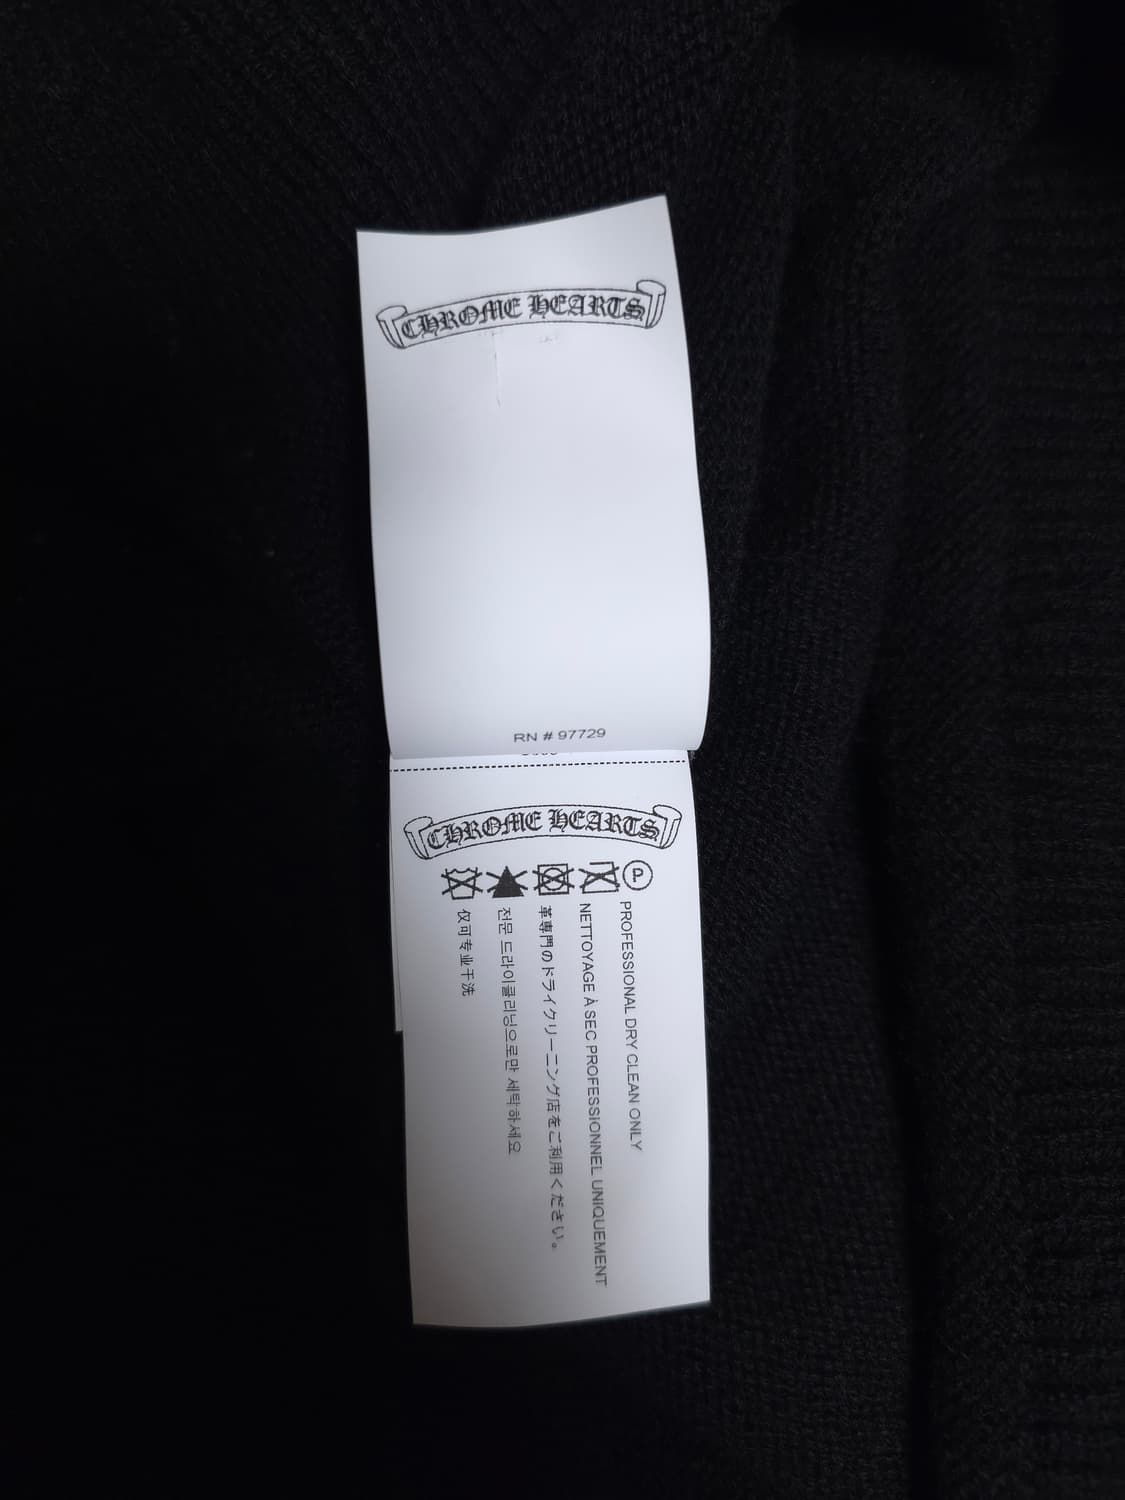 CHROME HEARTS
RN # 97729
CHROME HEARTS
P
PROFESSIONAL DRY CLEAN ONLY
NETTOYAGE À SEC PROFESSIONNEL UNIQUEMENT
革専門のドライクリーニング店をご利用ください。
전문 드라이클리닝으로만 세탁하세요
仅可专业干洗